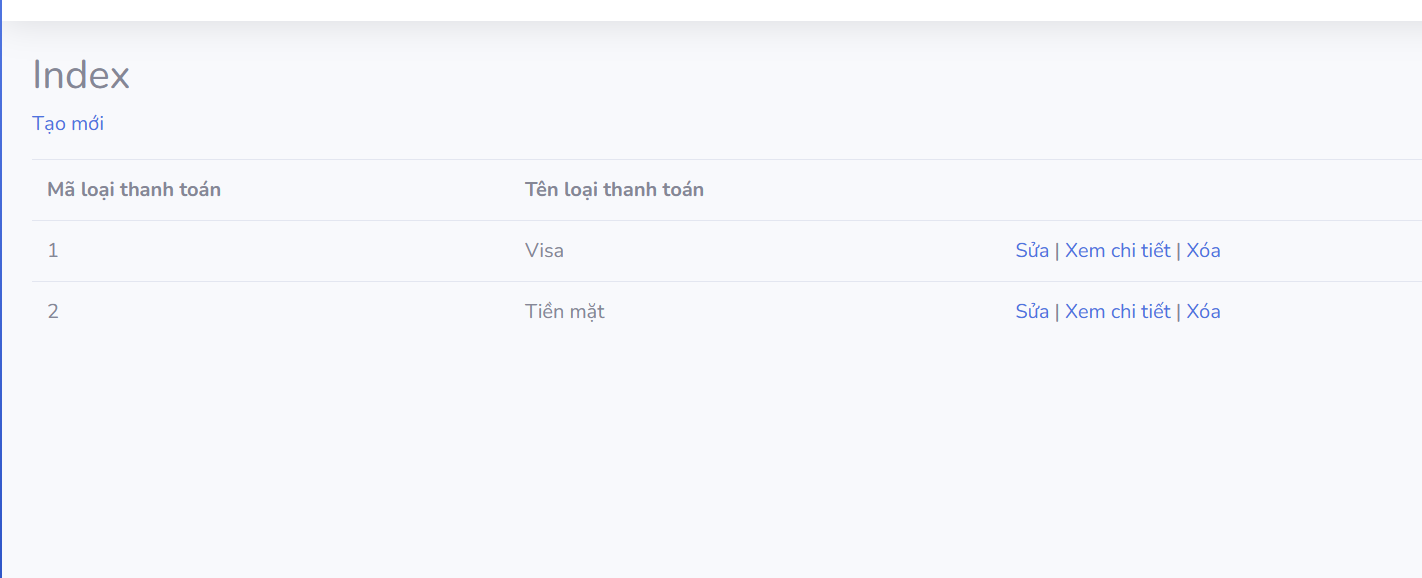 Index
Tạo mới
Mã loại thanh toán Tên loại thanh toán
1 Visa Sửa | Xem chi tiết | Xóa
2 Tiền mặt Sửa | Xem chi tiết | Xóa